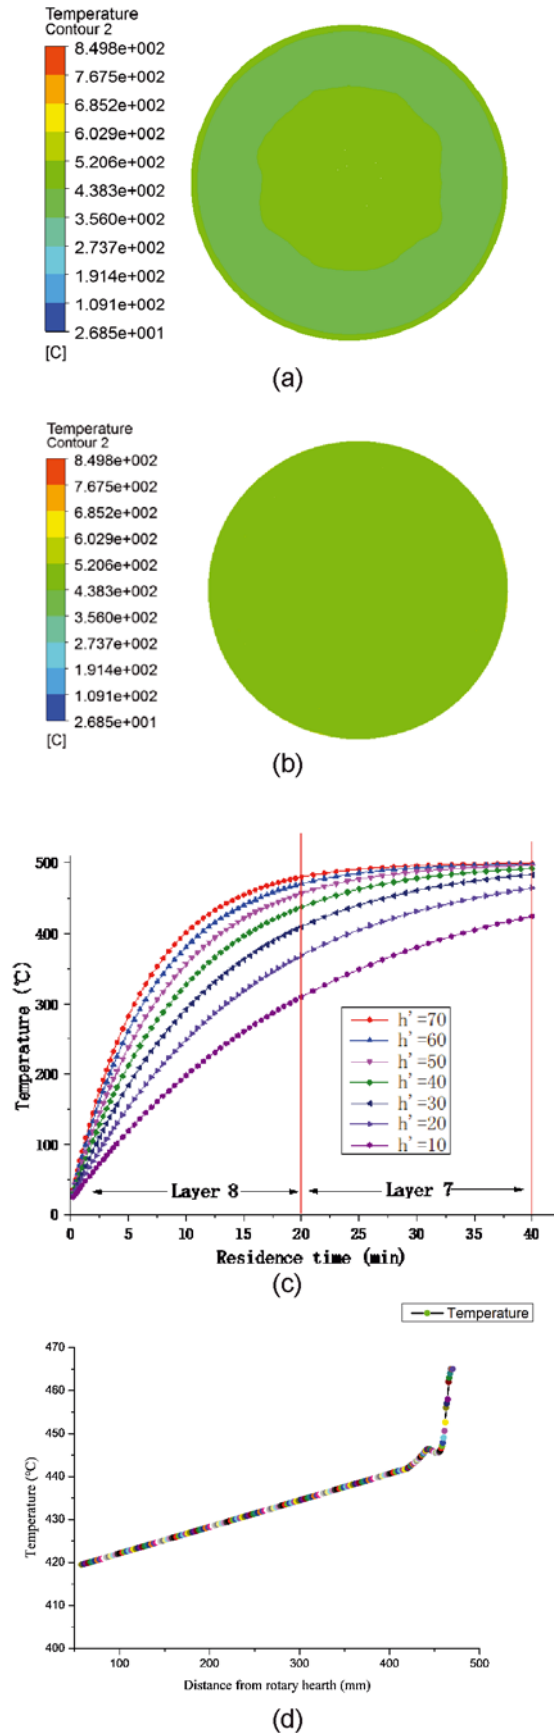 Temperature
Contour 2
8.498e+002
7.675e+002
6.852e+002
6.029e+002
5.206e+002
4.383e+002
3.560e+002
2.737e+002
1.914e+002
1.091e+002
2.685e+001
[C]
(a)
Temperature
Contour 2
8.498e+002
7.675e+002
6.852e+002
6.029e+002
5.206e+002
4.383e+002
3.560e+002
2.737e+002
1.914e+002
1.091e+002
2.685e+001
[C]
(b)
Temperature (℃)
500
400
300
200
100
0
h'=70
h'=60
h'=50
h'=40
h'=30
h'=20
h'=10
Layer 8
Layer 7
0 5 10 15 20 25 30 35 40
Residence time (min)
(c)
Temperature
Temperature (°C)
470
460
450
440
430
420
410
400
100 200 300 400 500
Distance from rotary hearth (mm)
(d)